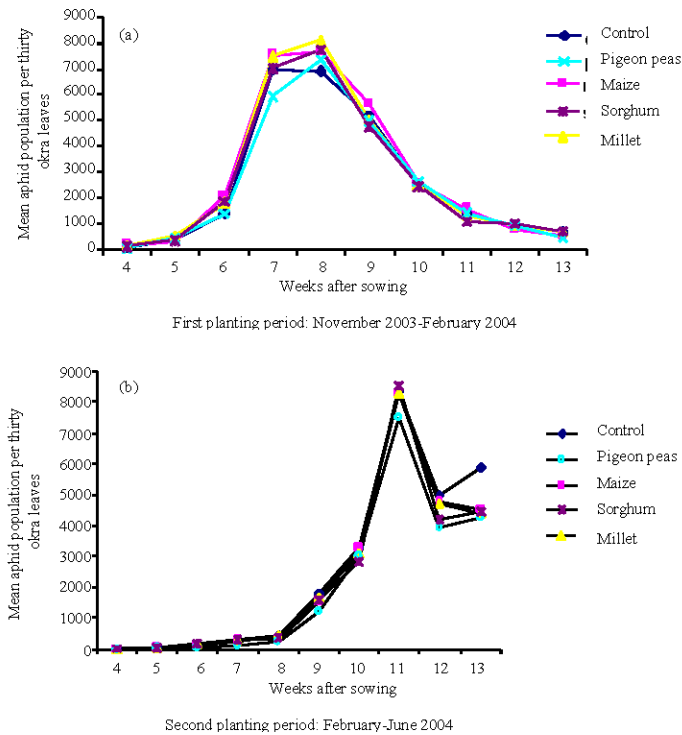 Mean aphid population per thirty
okra leaves
9000
8000
7000
6000
5000
4000
3000
2000
1000
0
(a)
4 5 6 7 8 9 10 11 12 13
Weeks after sowing
Control
Pigeon peas
Maize
Sorghum
Millet
First planting period: November 2003-February 2004
Mean aphid population per thirty
okra leaves
9000
8000
7000
6000
5000
4000
3000
2000
1000
0
(b)
4 5 6 7 8 9 10 11 12 13
Weeks after sowing
Control
Pigeon peas
Maize
Sorghum
Millet
Second planting period: February-June 2004